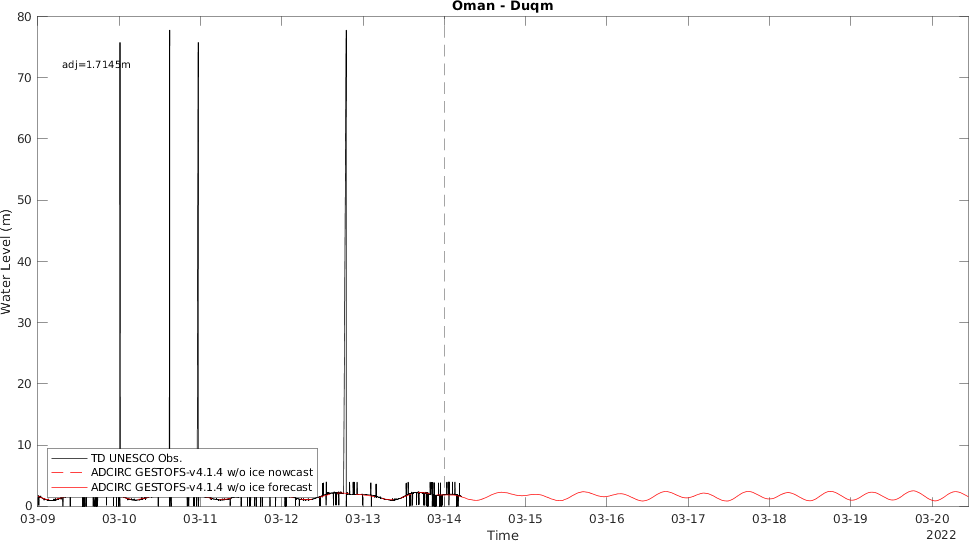 Oman - Duqm
80
70
60
50
40
30
20
10
0
adj=1.7145m
Water Level (m)
TD UNESCO Obs.
ADCIRC GESTOFS-v4.1.4 w/o ice nowcast
ADCIRC GESTOFS-v4.1.4 w/o ice forecast
03-09 03-10 03-11 03-12 03-13 03-14 03-15 03-16 03-17 03-18 03-19 03-20
Time
2022